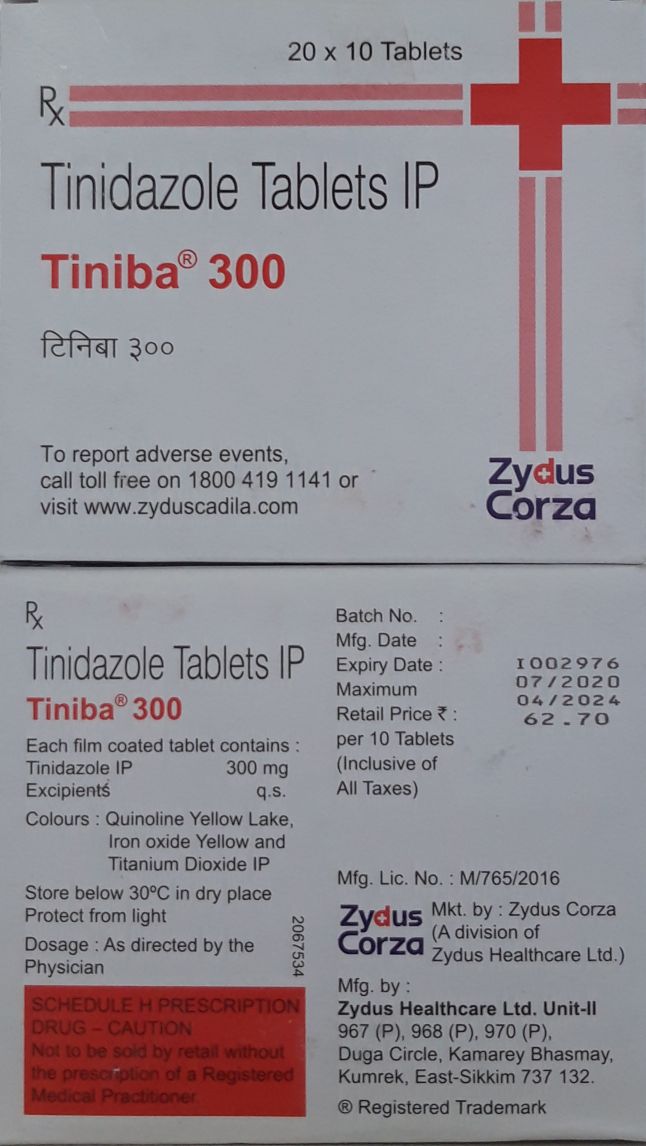 20 x 10 Tablets
Rx
Tinidazole Tablets IP
Tiniba® 300
टिनिबा ३००
To report adverse events,
call toll free on 1800 419 1141 or
visit www.zyduscadila.com
Zydus
Corza
Rx
Tinidazole Tablets IP
Tiniba® 300
Each film coated tablet contains :
Tinidazole IP 300 mg
Excipients q.s.
Colours : Quinoline Yellow Lake,
Iron oxide Yellow and
Titanium Dioxide IP
Store below 30ºC in dry place
Protect from light
Dosage : As directed by the
Physician
2067534
SCHEDULE H PRESCRIPTION
DRUG – CAUTION
Not to be sold by retail without
the prescription of a Registered
Medical Practitioner.
Batch No. :
Mfg. Date :
Expiry Date :
Maximum
Retail Price ₹ :
per 10 Tablets
(Inclusive of
All Taxes)
I002976
07/2020
04/2024
62.70
Mfg. Lic. No. : M/765/2016
Zydus
Corza
Mkt. by : Zydus Corza
(A division of
Zydus Healthcare Ltd.)
Mfg. by :
Zydus Healthcare Ltd. Unit-II
967 (P), 968 (P), 970 (P),
Duga Circle, Kamarey Bhasmay,
Kumrek, East-Sikkim 737 132.
® Registered Trademark